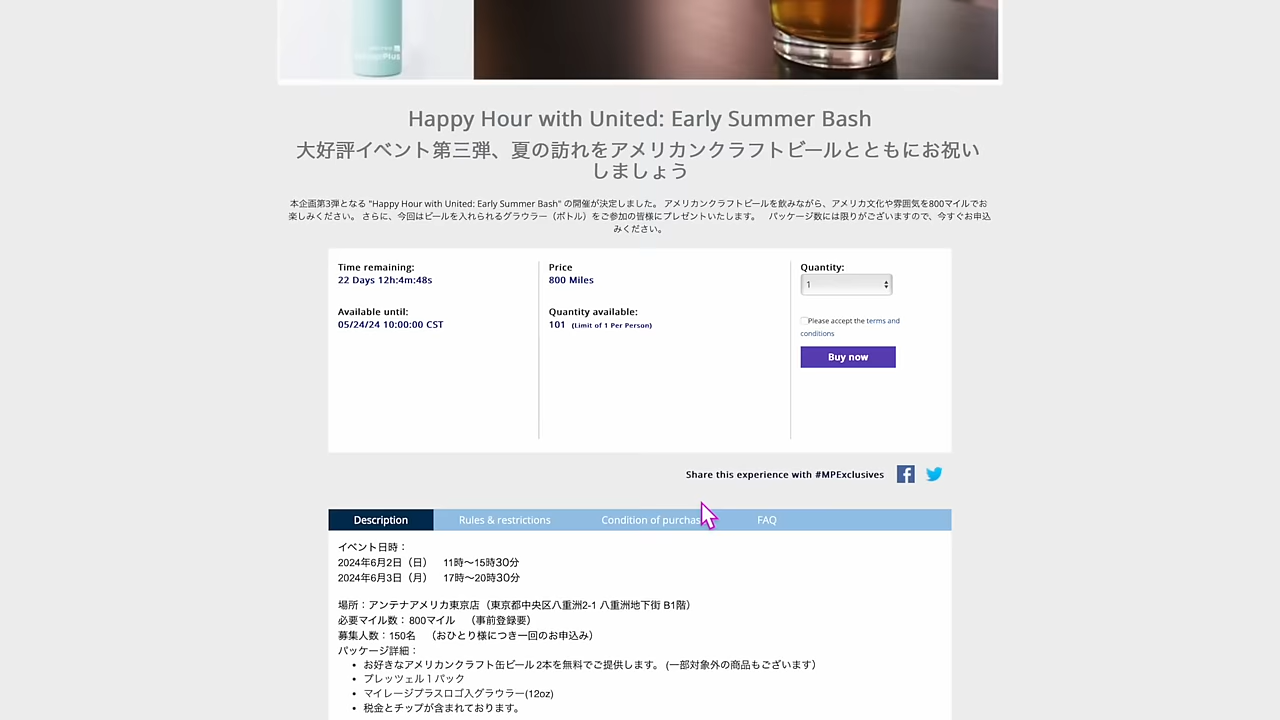 Plus
Happy Hour with United: Early Summer Bash
大好評イベント第三弾、夏の訪れをアメリカンクラフトビールとともにお祝い
しましょう
本企画第3弾となる "Happy Hour with United: Early Summer Bash" の開催が決定しました。 アメリカンクラフトビールを飲みながら、アメリカ文化や雰囲気を800マイルでお
楽しみください。 さらに、今回はビールを入れられるグラウラー（ボトル）をご参加の皆様にプレゼントいたします。　パッケージ数には限りがございますので、今すぐお申込
みください。
Time remaining:
22 Days 12h:4m:48s
Available until:
05/24/24 10:00:00 CST
Price
800 Miles
Quantity available:
101 (Limit of 1 Per Person)
Quantity:
1
Please accept the terms and
conditions
Buy now
Share this experience with #MPExclusives
Description Rules & restrictions Condition of purchas FAQ
イベント日時：
2024年6月2日（日）　11時〜15時30分
2024年6月3日（月）　17時〜20時30分
場所：アンテナアメリカ東京店（東京都中央区八重洲2-1 八重洲地下街 B1階）
必要マイル数： 800マイル　（事前登録要）
募集人数：150名　（おひとり様につき一回のお申込み）
パッケージ詳細：
• お好きなアメリカンクラフト缶ビール 2本を無料でご提供します。 (一部対象外の商品もございます）
• プレッツェル１パック
• マイレージプラスロゴ入グラウラー(12oz)
• 税金とチップが含まれております。